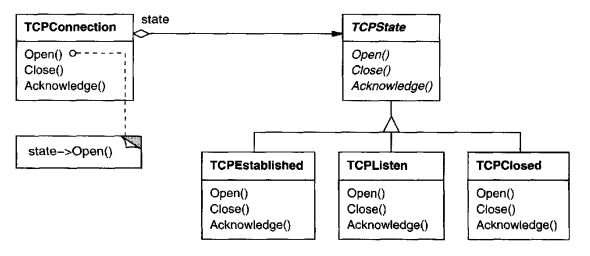 TCPConnection
Open()
Close()
Acknowledge()
state
TCPState
Open()
Close()
Acknowledge()
state->Open()
TCPEstablished
Open()
Close()
Acknowledge()
TCPListen
Open()
Close()
Acknowledge()
TCPClosed
Open()
Close()
Acknowledge()